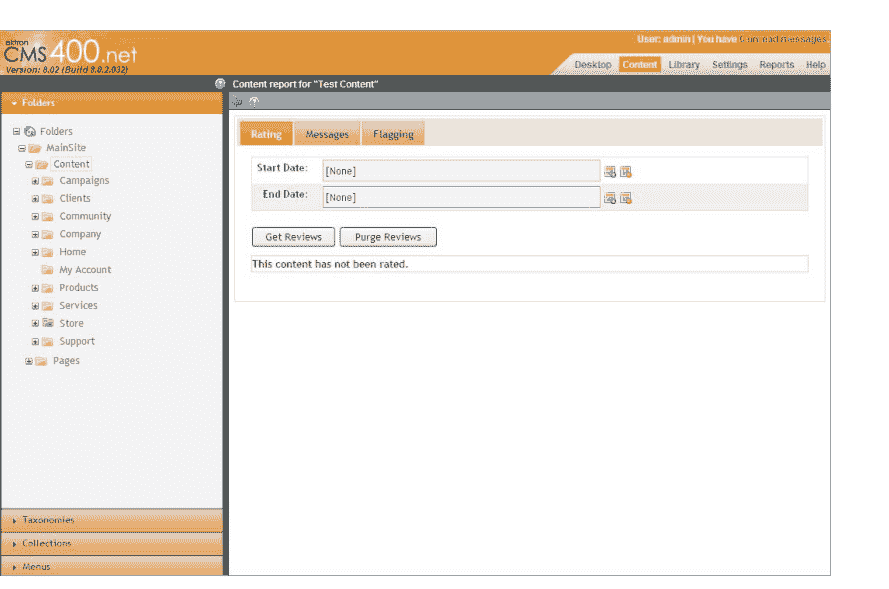 ektron
CMS400.net
Version: 8.02 (Build 8.0.2.032)
User: admin | You have 0 unread messages.
Desktop Content Library Settings Reports Help
Content report for "Test Content"
Folders
Folders
MainSite
Content
Campaigns
Clients
Community
Company
Home
My Account
Products
Services
Store
Support
Pages
Taxonomies
Collections
Menus
Rating Messages Flagging
Start Date: [None]
End Date: [None]
Get Reviews Purge Reviews
This content has not been rated.